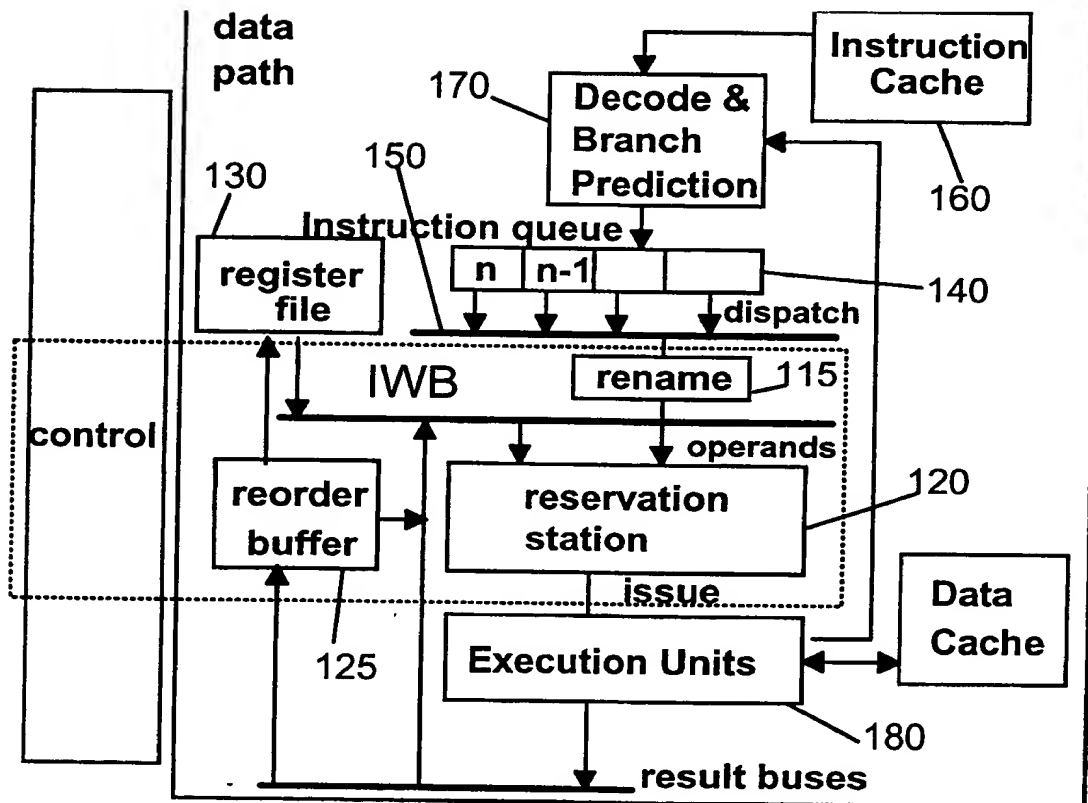 data
path
Instruction
Cache
170
Decode &
Branch
Prediction
150
130
160
Instruction queue
register
file
n
n-1
140
dispatch
IWB
rename
115
control
operands
reorder
buffer
reservation
station
120
issue
125
Execution Units
Data
Cache
180
result buses